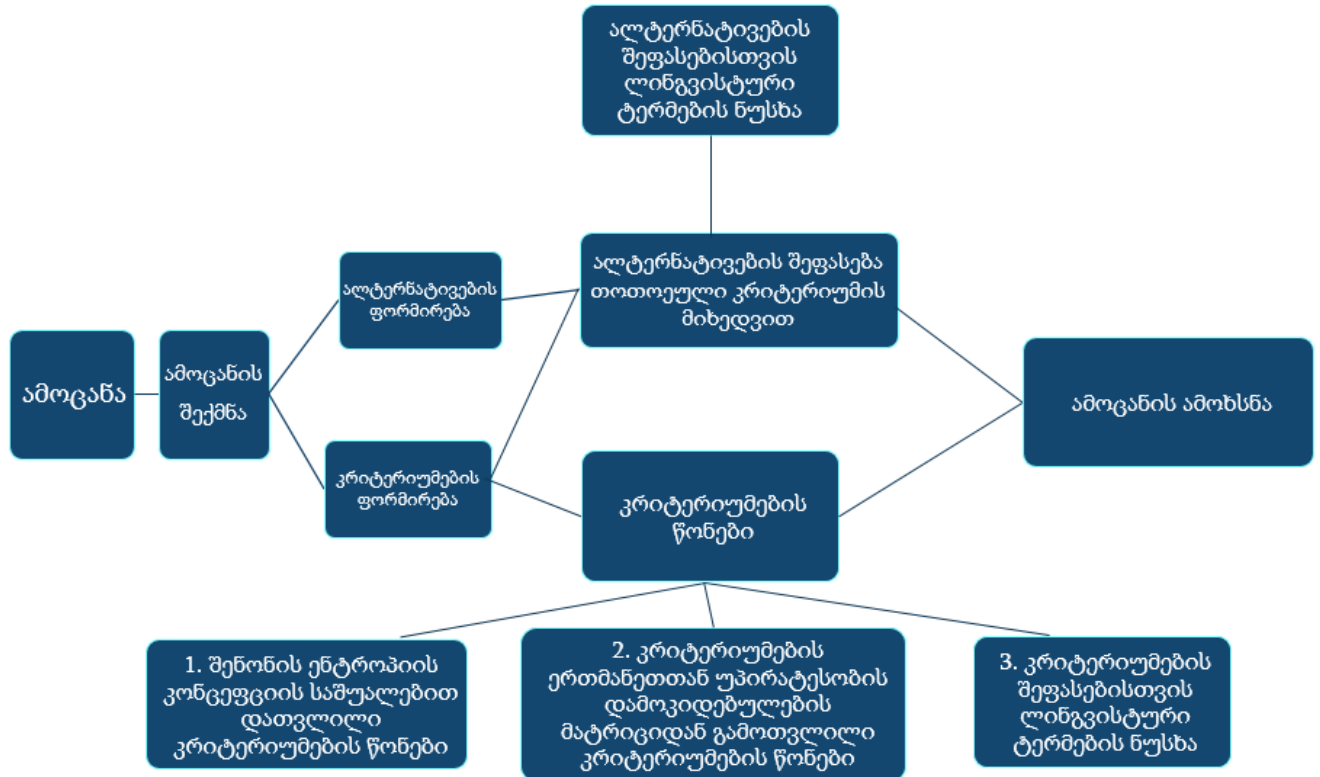 ალტერნატივების
შეფასებისთვის
ლინგვისტური
ტერმების ნუსხა
ალტერნატივების შეფასება
თოთოეული კრიტერიუმის
მიხედვით
ალტერნატივების
ფორმირება
ამოცანა
ამოცანის
შექმნა
ამოცანის ამოხსნა
კრიტერიუმების
ფორმირება
კრიტერიუმების
წონები
1. შენონის ენტროპიის
კონცეფციის საშუალებით
დათვლილი
კრიტერიუმების წონები
2. კრიტერიუმების
ერთმანეთთან უპირატესობის
დამოკიდებულების
მატრიციდან გამოთვლილი
კრიტერიუმების წონები
3. კრიტერიუმების
შეფასებისთვის
ლინგვისტური
ტერმების ნუსხა